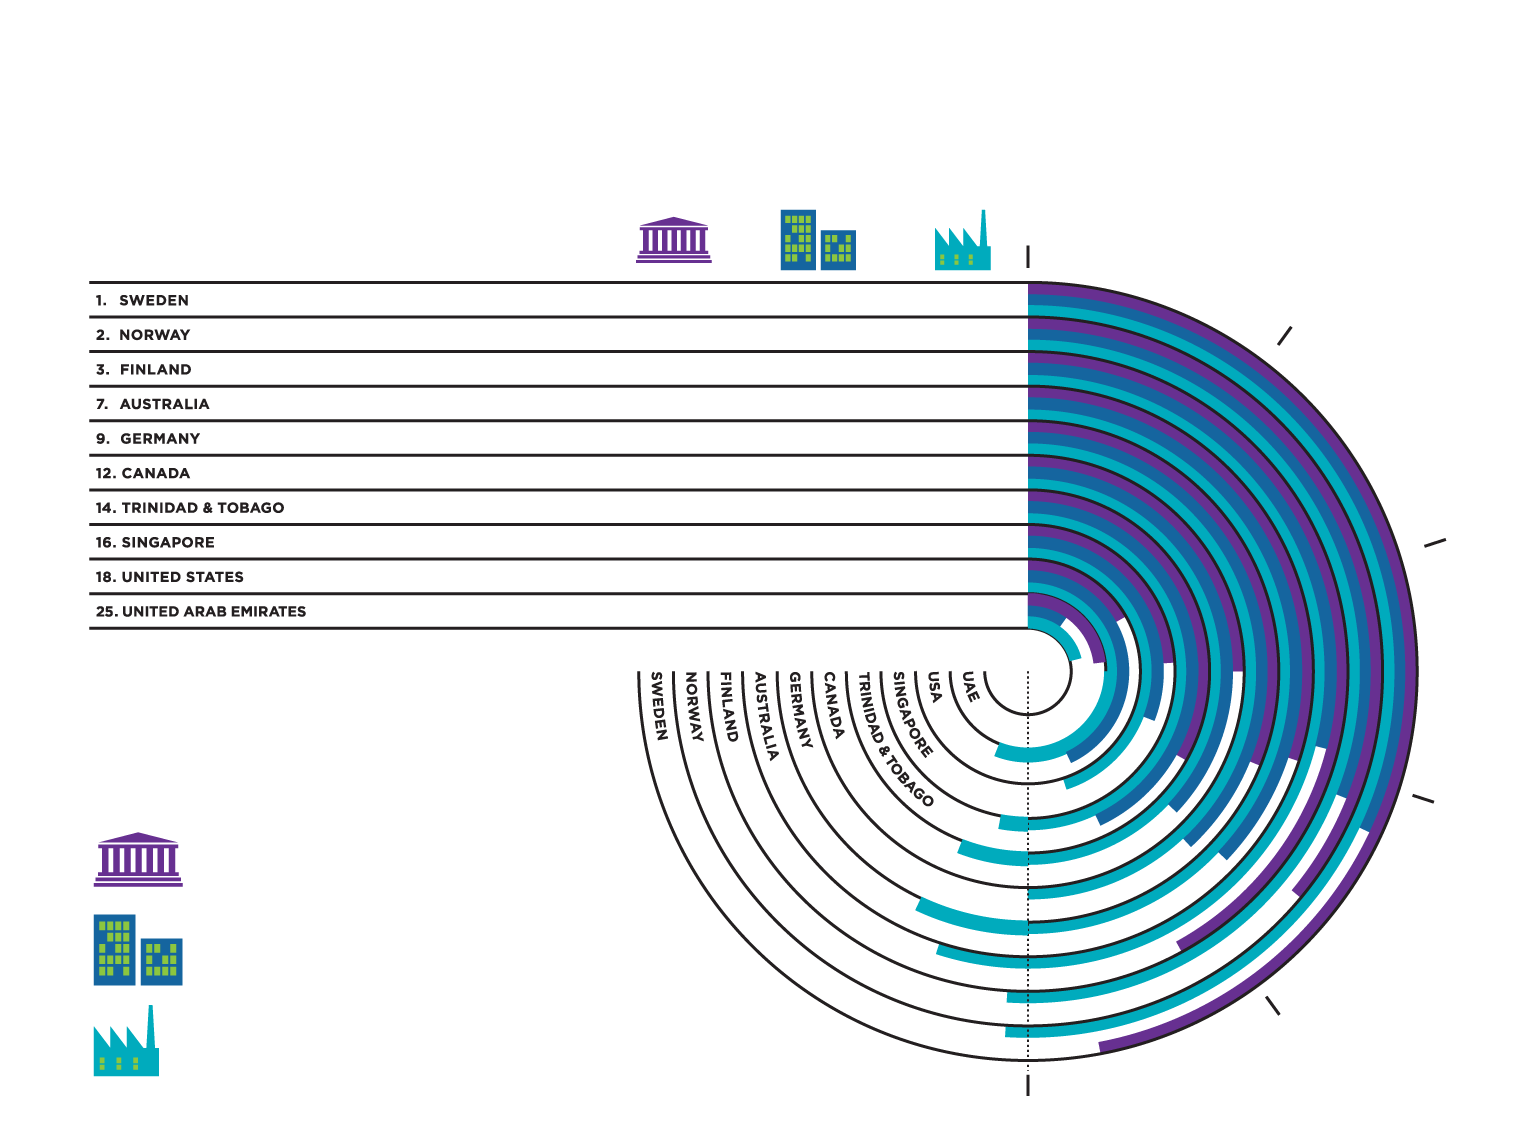 1. SWEDEN
2. NORWAY
3. FINLAND
7. AUSTRALIA
9. GERMANY
12. CANADA
14. TRINIDAD & TOBAGO
16. SINGAPORE
18. UNITED STATES
25. UNITED ARAB EMIRATES
SWEDEN
NORWAY
FINLAND
AUSTRALIA
GERMANY
CANADA
TRINIDAD & TOBAGO
SINGAPORE
USA
UAE